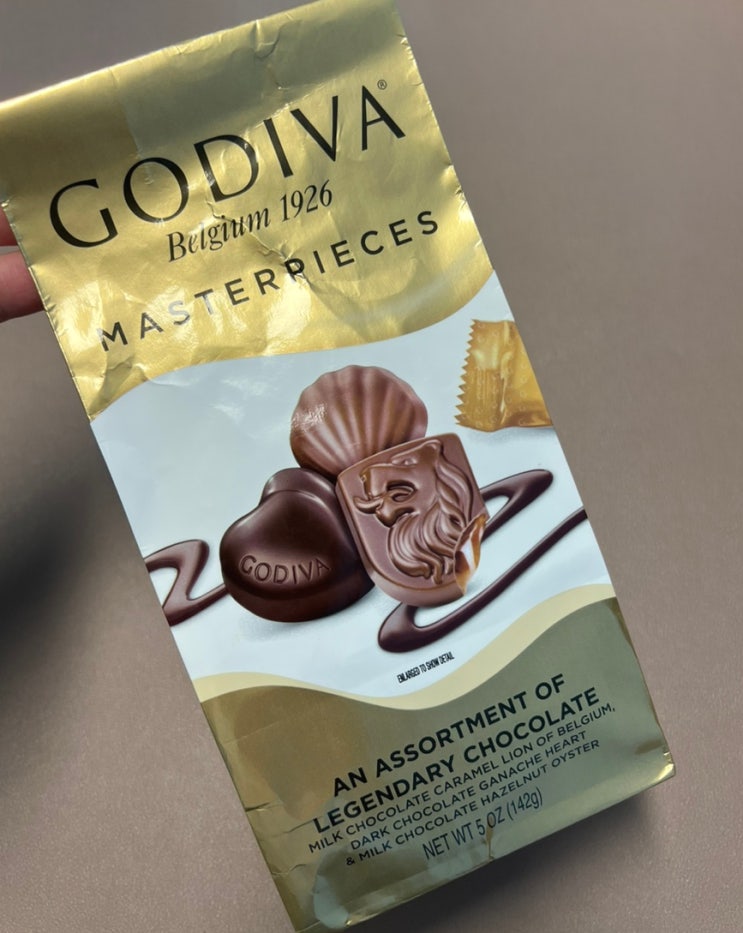 GODIVA®
Belgium 1926
MASTERPIECES
GODIVA
ENLARGED TO SHOW DETAIL
AN ASSORTMENT OF
LEGENDARY CHOCOLATE
MILK CHOCOLATE CARAMEL LION OF BELGIUM,
DARK CHOCOLATE GANACHE HEART
& MILK CHOCOLATE HAZELNUT OYSTER
NET WT 5 OZ (142g)